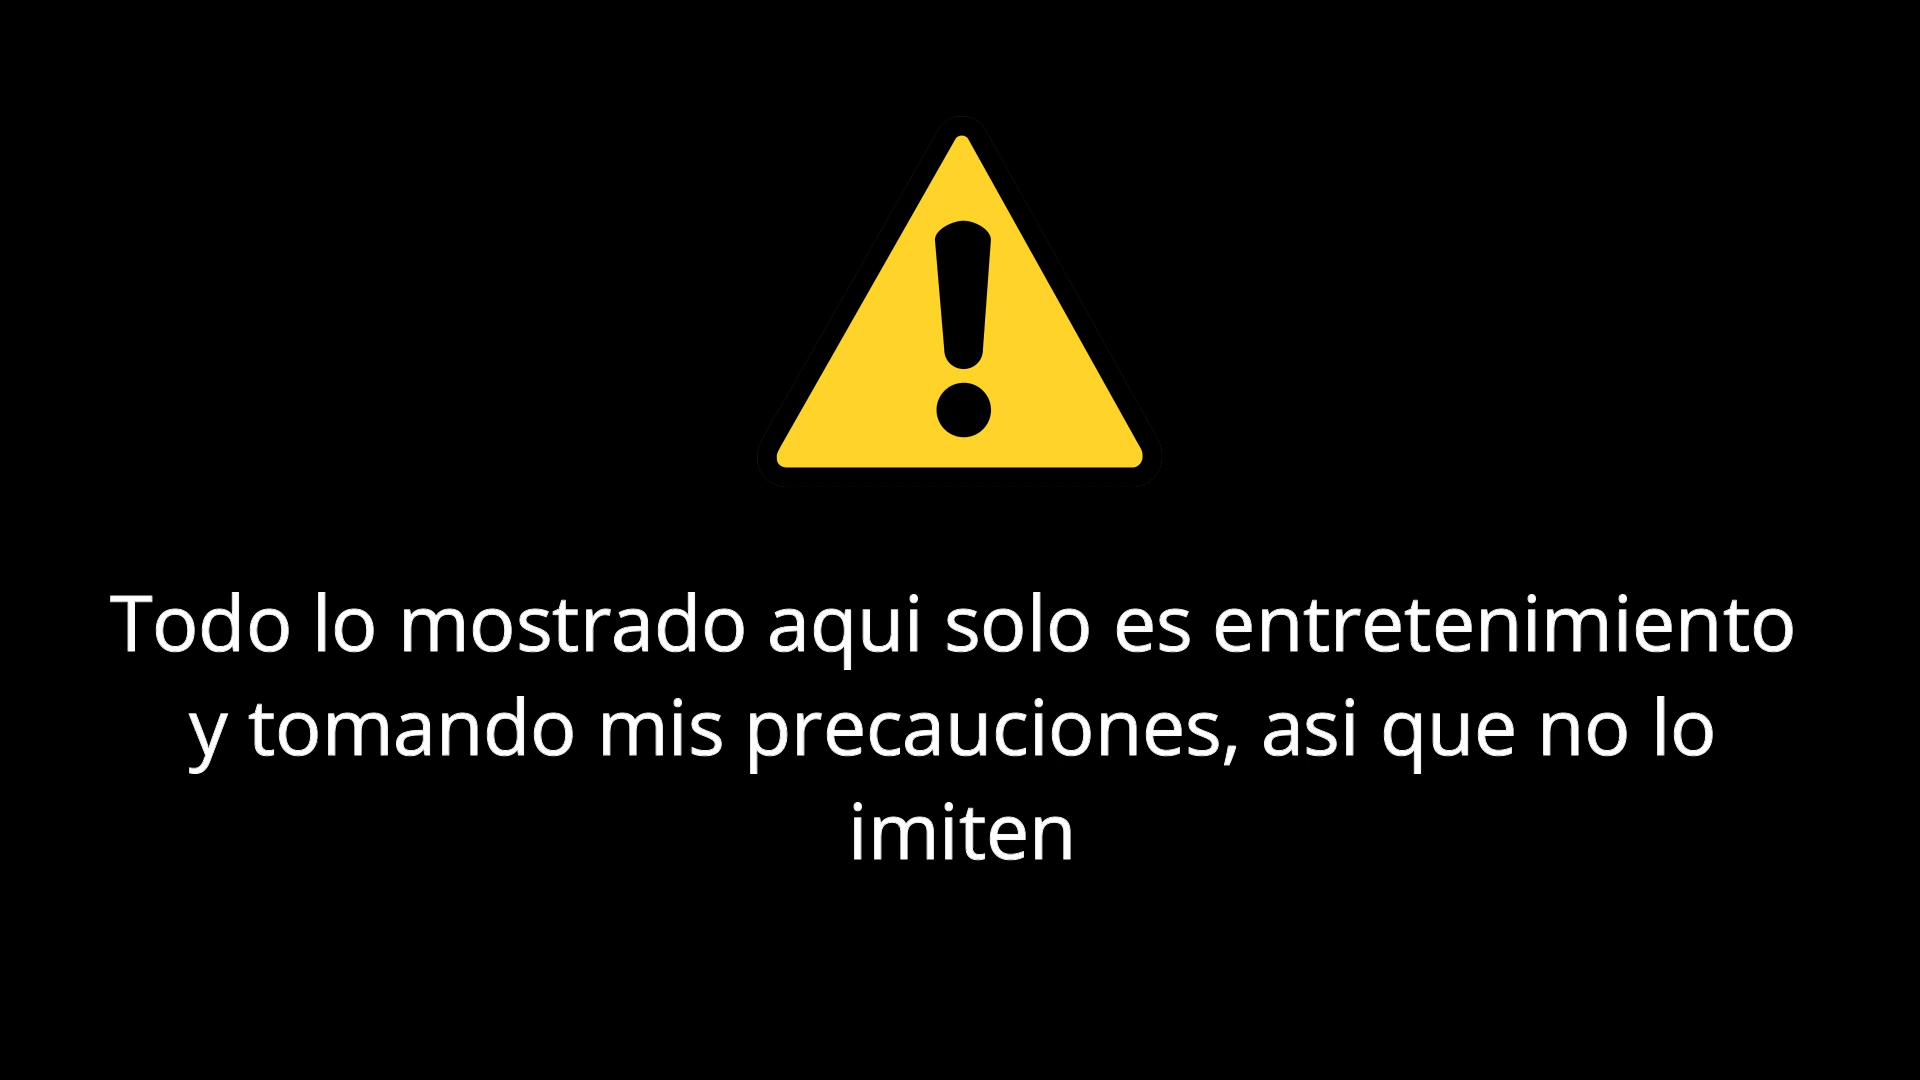 Todo lo mostrado aqui solo es entretenimiento
y tomando mis precauciones, asi que no lo
imiten